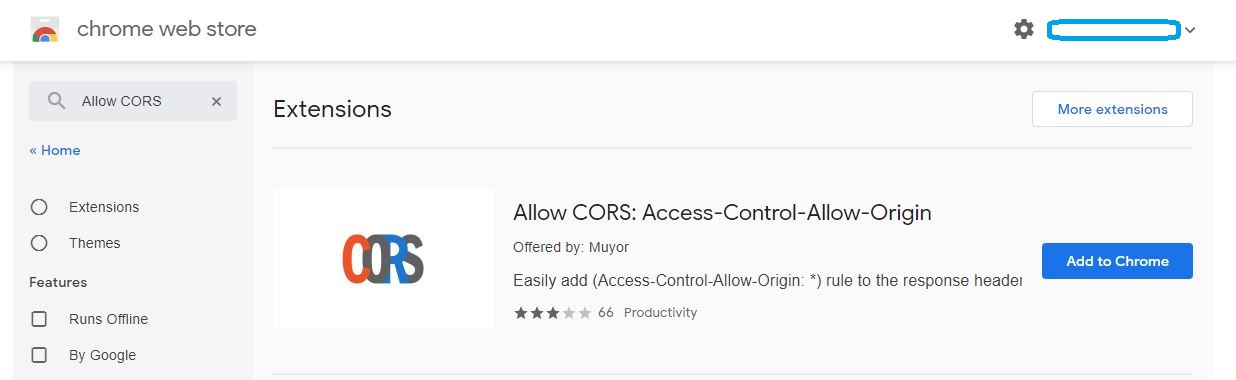 chrome web store
Allow CORS ×
« Home
Extensions
Themes
Features
Runs Offline
By Google
Extensions
More extensions
CORS
Allow CORS: Access-Control-Allow-Origin
Offered by: Muyor
Easily add (Access-Control-Allow-Origin: *) rule to the response header
66 Productivity
Add to Chrome